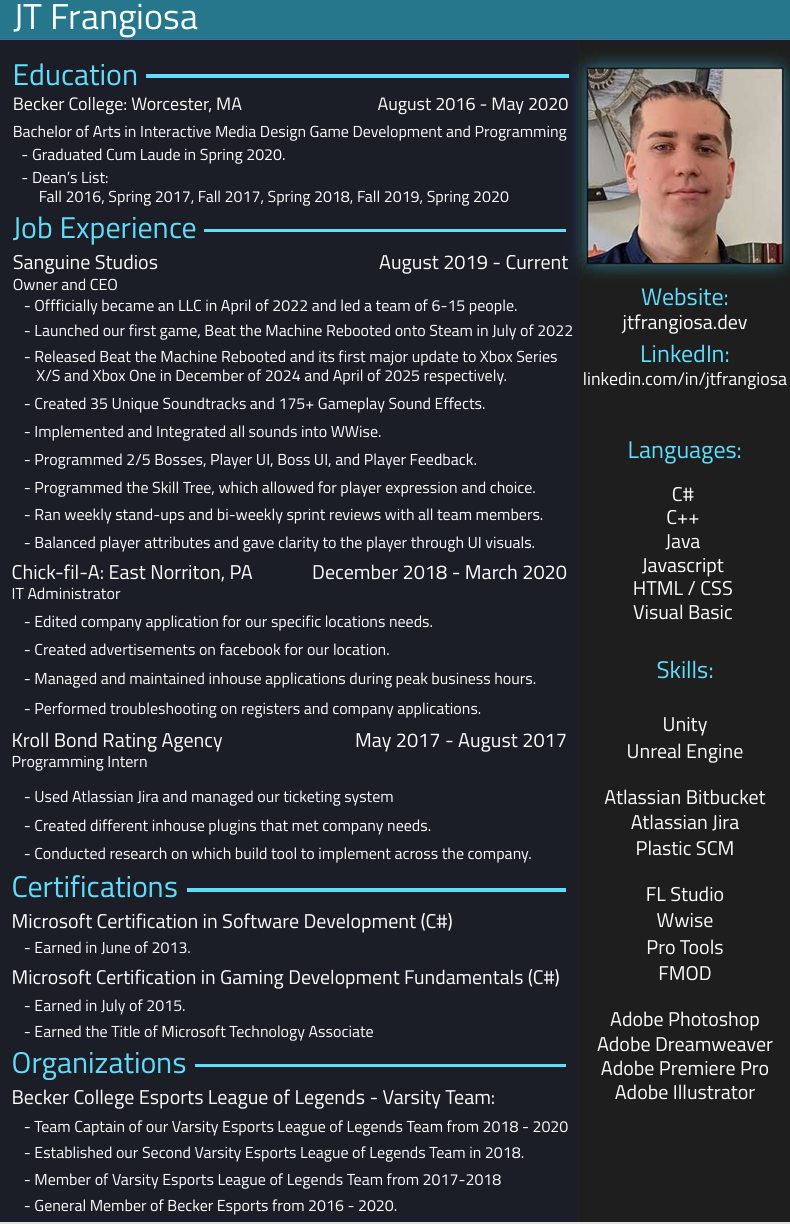 JT Frangiosa
Education
Becker College: Worcester, MA August 2016 - May 2020
Bachelor of Arts in Interactive Media Design Game Development and Programming
- Graduated Cum Laude in Spring 2020.
- Dean's List:
Fall 2016, Spring 2017, Fall 2017, Spring 2018, Fall 2019, Spring 2020
Job Experience
Sanguine Studios August 2019 - Current
Owner and CEO
- Offficially became an LLC in April of 2022 and led a team of 6-15 people.
- Launched our first game, Beat the Machine Rebooted onto Steam in July of 2022
- Released Beat the Machine Rebooted and its first major update to Xbox Series
X/S and Xbox One in December of 2024 and April of 2025 respectively.
- Created 35 Unique Soundtracks and 175+ Gameplay Sound Effects.
- Implemented and Integrated all sounds into WWise.
- Programmed 2/5 Bosses, Player UI, Boss UI, and Player Feedback.
- Programmed the Skill Tree, which allowed for player expression and choice.
- Ran weekly stand-ups and bi-weekly sprint reviews with all team members.
- Balanced player attributes and gave clarity to the player through UI visuals.
Chick-fil-A: East Norriton, PA December 2018 - March 2020
IT Administrator
- Edited company application for our specific locations needs.
- Created advertisements on facebook for our location.
- Managed and maintained inhouse applications during peak business hours.
- Performed troubleshooting on registers and company applications.
Kroll Bond Rating Agency May 2017 - August 2017
Programming Intern
- Used Atlassian Jira and managed our ticketing system
- Created different inhouse plugins that met company needs.
- Conducted research on which build tool to implement across the company.
Certifications
Microsoft Certification in Software Development (C#)
- Earned in June of 2013.
Microsoft Certification in Gaming Development Fundamentals (C#)
- Earned in July of 2015.
- Earned the Title of Microsoft Technology Associate
Organizations
Becker College Esports League of Legends - Varsity Team:
- Team Captain of our Varsity Esports League of Legends Team from 2018 - 2020
- Established our Second Varsity Esports League of Legends Team in 2018.
- Member of Varsity Esports League of Legends Team from 2017-2018
- General Member of Becker Esports from 2016 - 2020.
Website:
jtfrangiosa.dev
LinkedIn:
linkedin.com/in/jtfrangiosa
Languages:
C#
C++
Java
Javascript
HTML / CSS
Visual Basic
Skills:
Unity
Unreal Engine
Atlassian Bitbucket
Atlassian Jira
Plastic SCM
FL Studio
Wwise
Pro Tools
FMOD
Adobe Photoshop
Adobe Dreamweaver
Adobe Premiere Pro
Adobe Illustrator